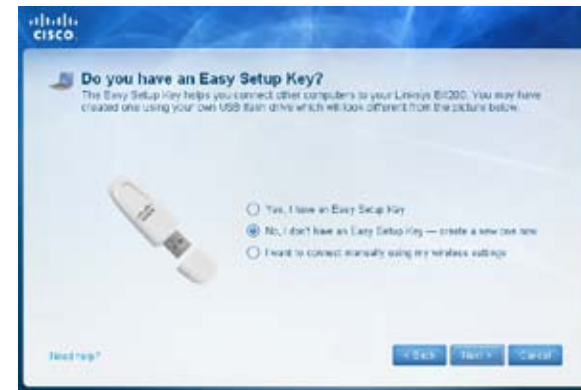 CISCO
Do you have an Easy Setup Key?
The Easy Setup Key helps you connect other computers to your Linksys E4200. You may have
created one using your own USB flash drive which will look different from the picture below.
Yes, I have an Easy Setup Key
No, I don't have an Easy Setup Key — create a new one now
I want to connect manually using my wireless settings
Need help?
< Back Next > Cancel